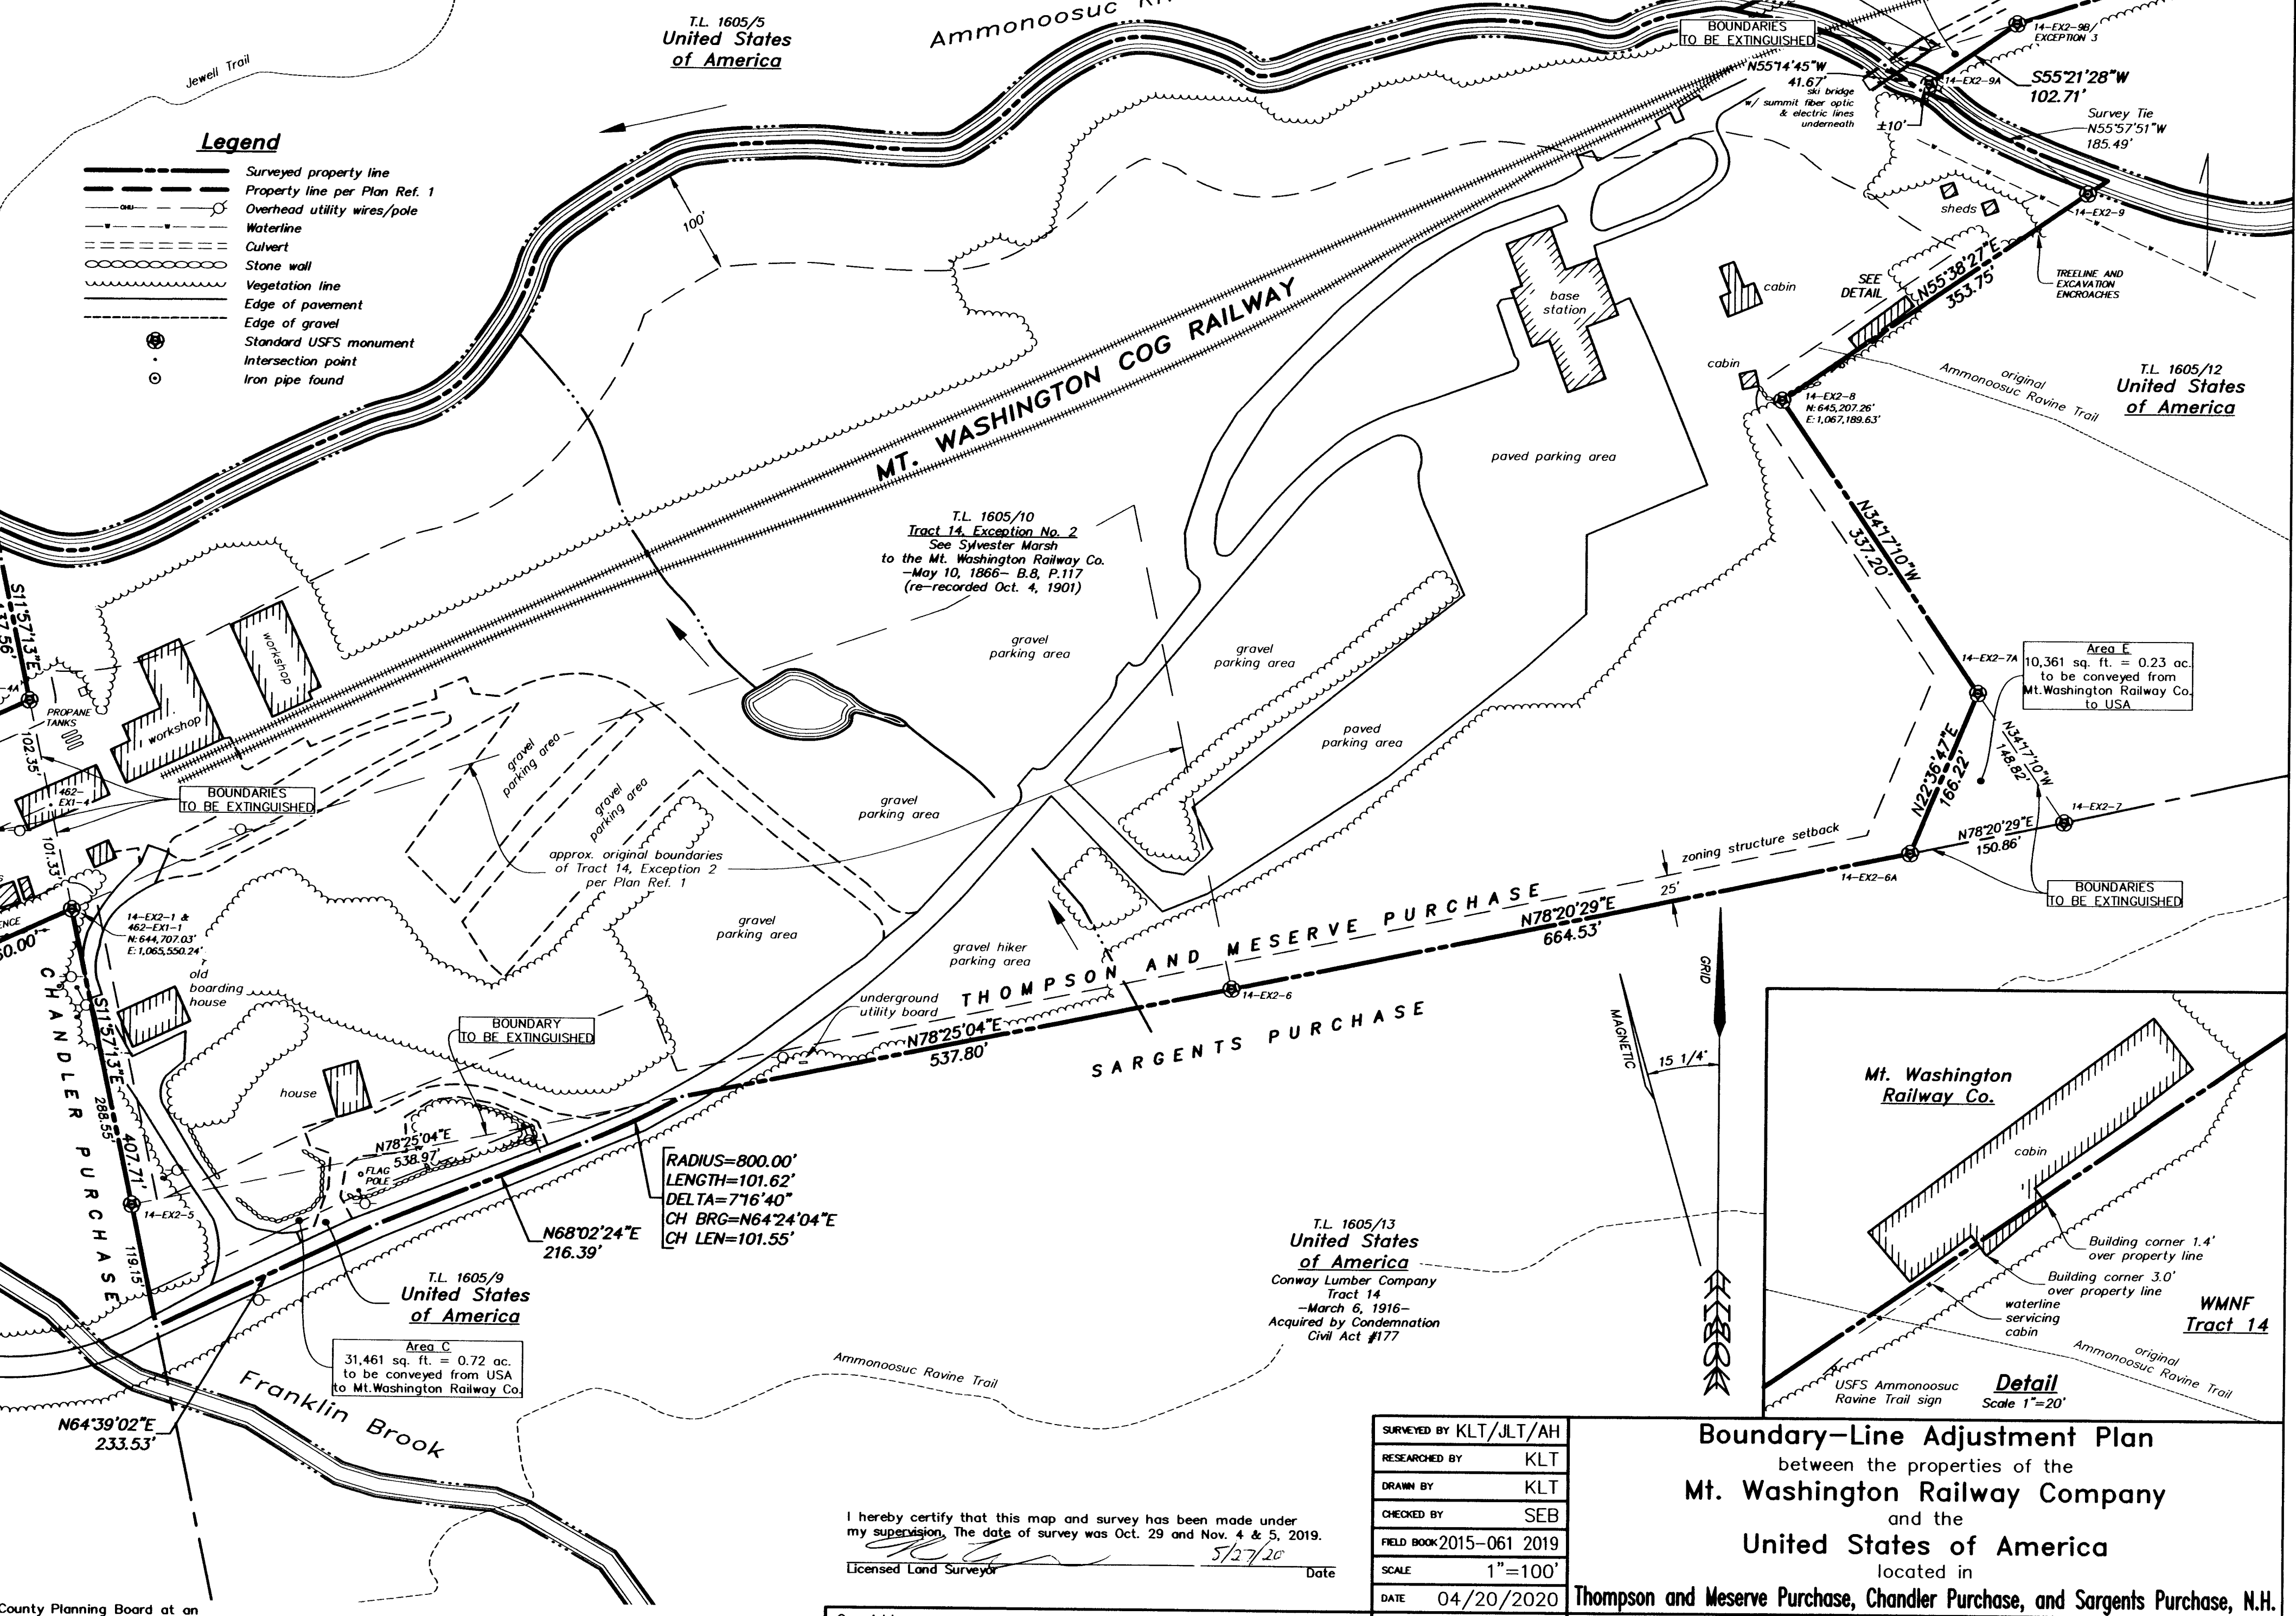 T.L. 1605/5
United States
of America
Ammonoosuc
Jewell Trail
Legend
Surveyed property line
Property line per Plan Ref. 1
OHU
Overhead utility wires/pole
Waterline
Culvert
Stone wall
Vegetation line
Edge of pavement
Edge of gravel
Standard USFS monument
Intersection point
Iron pipe found
100'
BOUNDARIES
TO BE EXTINGUISHED
N55°14'45"W
41.67'
ski bridge
w/ summit fiber optic
& electric lines
underneath
±10'
14-EX2-9B/
EXCEPTION 3
14-EX2-9A
S55°21'28"W
102.71'
Survey Tie
N55°57'51"W
185.49'
14-EX2-9
sheds
TREELINE AND
EXCAVATION
ENCROACHES
N55°38'27"E
353.75'
SEE
DETAIL
cabin
cabin
base
station
original
Ammonoosuc Ravine Trail
T.L. 1605/12
United States
of America
14-EX2-8
N: 645,207.26'
E: 1,067,189.63'
MT. WASHINGTON COG RAILWAY
paved parking area
T.L. 1605/10
Tract 14, Exception No. 2
See Sylvester Marsh
to the Mt. Washington Railway Co.
-May 10, 1866- B.8, P.117
(re-recorded Oct. 4, 1901)
N34°17'10"W
337.20'
S11°57'13"E
workshop
workshop
PROPANE
TANKS
102.35'
462-
EX1-4
BOUNDARIES
TO BE EXTINGUISHED
101.33'
gravel
parking area
gravel
parking area
gravel
parking area
gravel
parking area
gravel
parking area
paved
parking area
14-EX2-7A
Area E
10,361 sq. ft. = 0.23 ac.
to be conveyed from
Mt.Washington Railway Co.
to USA
N34°17'10"W
148.82'
N22°36'47"E
166.22'
14-EX2-7
N78°20'29"E
150.86'
14-EX2-6A
BOUNDARIES
TO BE EXTINGUISHED
zoning structure setback
25'
approx. original boundaries
of Tract 14, Exception 2
per Plan Ref. 1
gravel
parking area
gravel hiker
parking area
14-EX2-1 &
462-EX1-1
N: 644,707.03'
E: 1,065,550.24'
old
boarding
house
CHANDLER PURCHASE
S11°57'13"E
288.55'
407.71'
14-EX2-5
119.15'
house
BOUNDARY
TO BE EXTINGUISHED
N78°25'04"E
538.97'
FLAG
POLE
underground
utility board
THOMPSON AND MESERVE PURCHASE
SARGENTS PURCHASE
N78°25'04"E
537.80'
14-EX2-6
N78°20'29"E
664.53'
GRID
MAGNETIC
15 1/4°
RADIUS=800.00'
LENGTH=101.62'
DELTA=7°16'40"
CH BRG=N64°24'04"E
CH LEN=101.55'
N68°02'24"E
216.39'
T.L. 1605/9
United States
of America
Area C
31,461 sq. ft. = 0.72 ac.
to be conveyed from USA
to Mt.Washington Railway Co.
N64°39'02"E
233.53'
Franklin Brook
Ammonoosuc Ravine Trail
T.L. 1605/13
United States
of America
Conway Lumber Company
Tract 14
-March 6, 1916-
Acquired by Condemnation
Civil Act #177
Mt. Washington
Railway Co.
cabin
Building corner 1.4'
over property line
Building corner 3.0'
over property line
waterline
servicing
cabin
WMNF
Tract 14
original
Ammonoosuc Ravine Trail
USFS Ammonoosuc
Ravine Trail sign
Detail
Scale 1"=20'
I hereby certify that this map and survey has been made under
my supervision. The date of survey was Oct. 29 and Nov. 4 & 5, 2019.
5/27/20
Licensed Land Surveyor
Date
SURVEYED BY KLT/JLT/AH
RESEARCHED BY KLT
DRAWN BY KLT
CHECKED BY SEB
FIELD BOOK 2015-061 2019
SCALE 1"=100'
DATE 04/20/2020
Boundary-Line Adjustment Plan
between the properties of the
Mt. Washington Railway Company
and the
United States of America
located in
Thompson and Meserve Purchase, Chandler Purchase, and Sargents Purchase, N.H.
County Planning Board at an